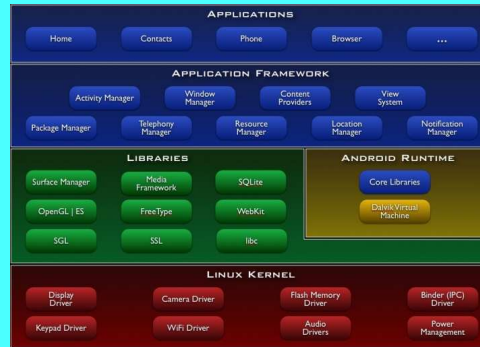 APPLICATIONS
Home Contacts Phone Browser ...
APPLICATION FRAMEWORK
Activity Manager Window Manager Content Providers View System
Package Manager Telephony Manager Resource Manager Location Manager Notification Manager
LIBRARIES
Surface Manager Media Framework SQLite
OpenGL | ES FreeType WebKit
SGL SSL libc
ANDROID RUNTIME
Core Libraries
Dalvik Virtual Machine
LINUX KERNEL
Display Driver Camera Driver Flash Memory Driver Binder (IPC) Driver
Keypad Driver WiFi Driver Audio Drivers Power Management